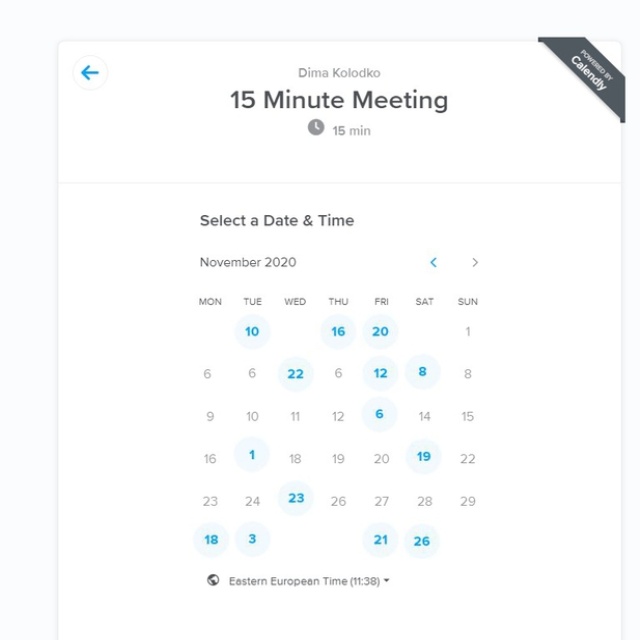 POWERED BY
Calendly
Dima Kolodko
15 Minute Meeting
15 min
Select a Date & Time
November 2020
MON TUE WED THU FRI SAT SUN
10 16 20 1
6 6 22 6 12 8 8
9 10 11 12 6 14 15
16 1 18 19 20 19 22
23 24 23 26 27 28 29
18 3 21 26
Eastern European Time (11:38)